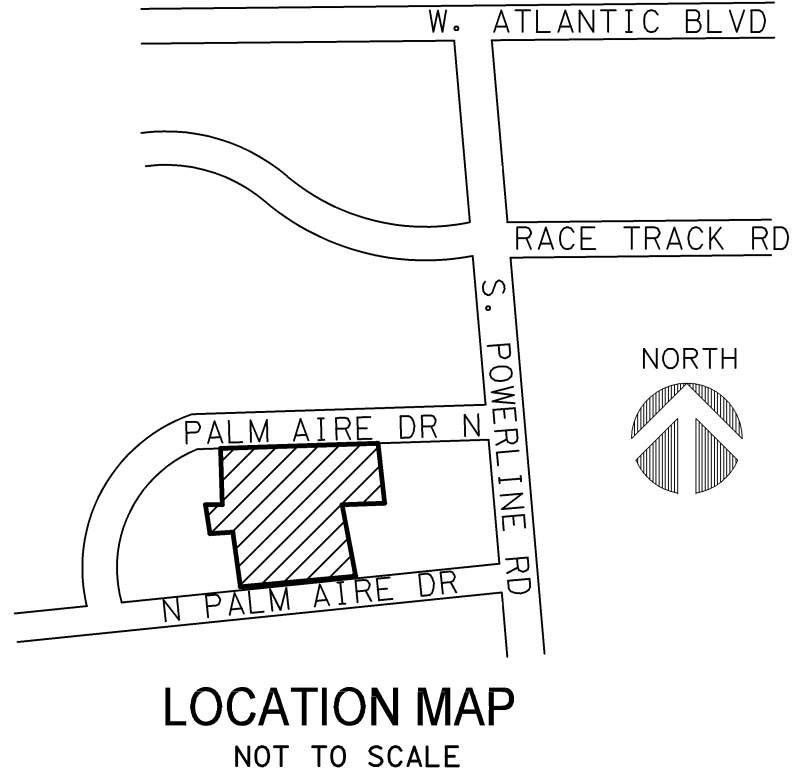 W. ATLANTIC BLVD
RACE TRACK RD
S. POWERLINE RD
NORTH
PALM AIRE DR N
N PALM AIRE DR
LOCATION MAP
NOT TO SCALE